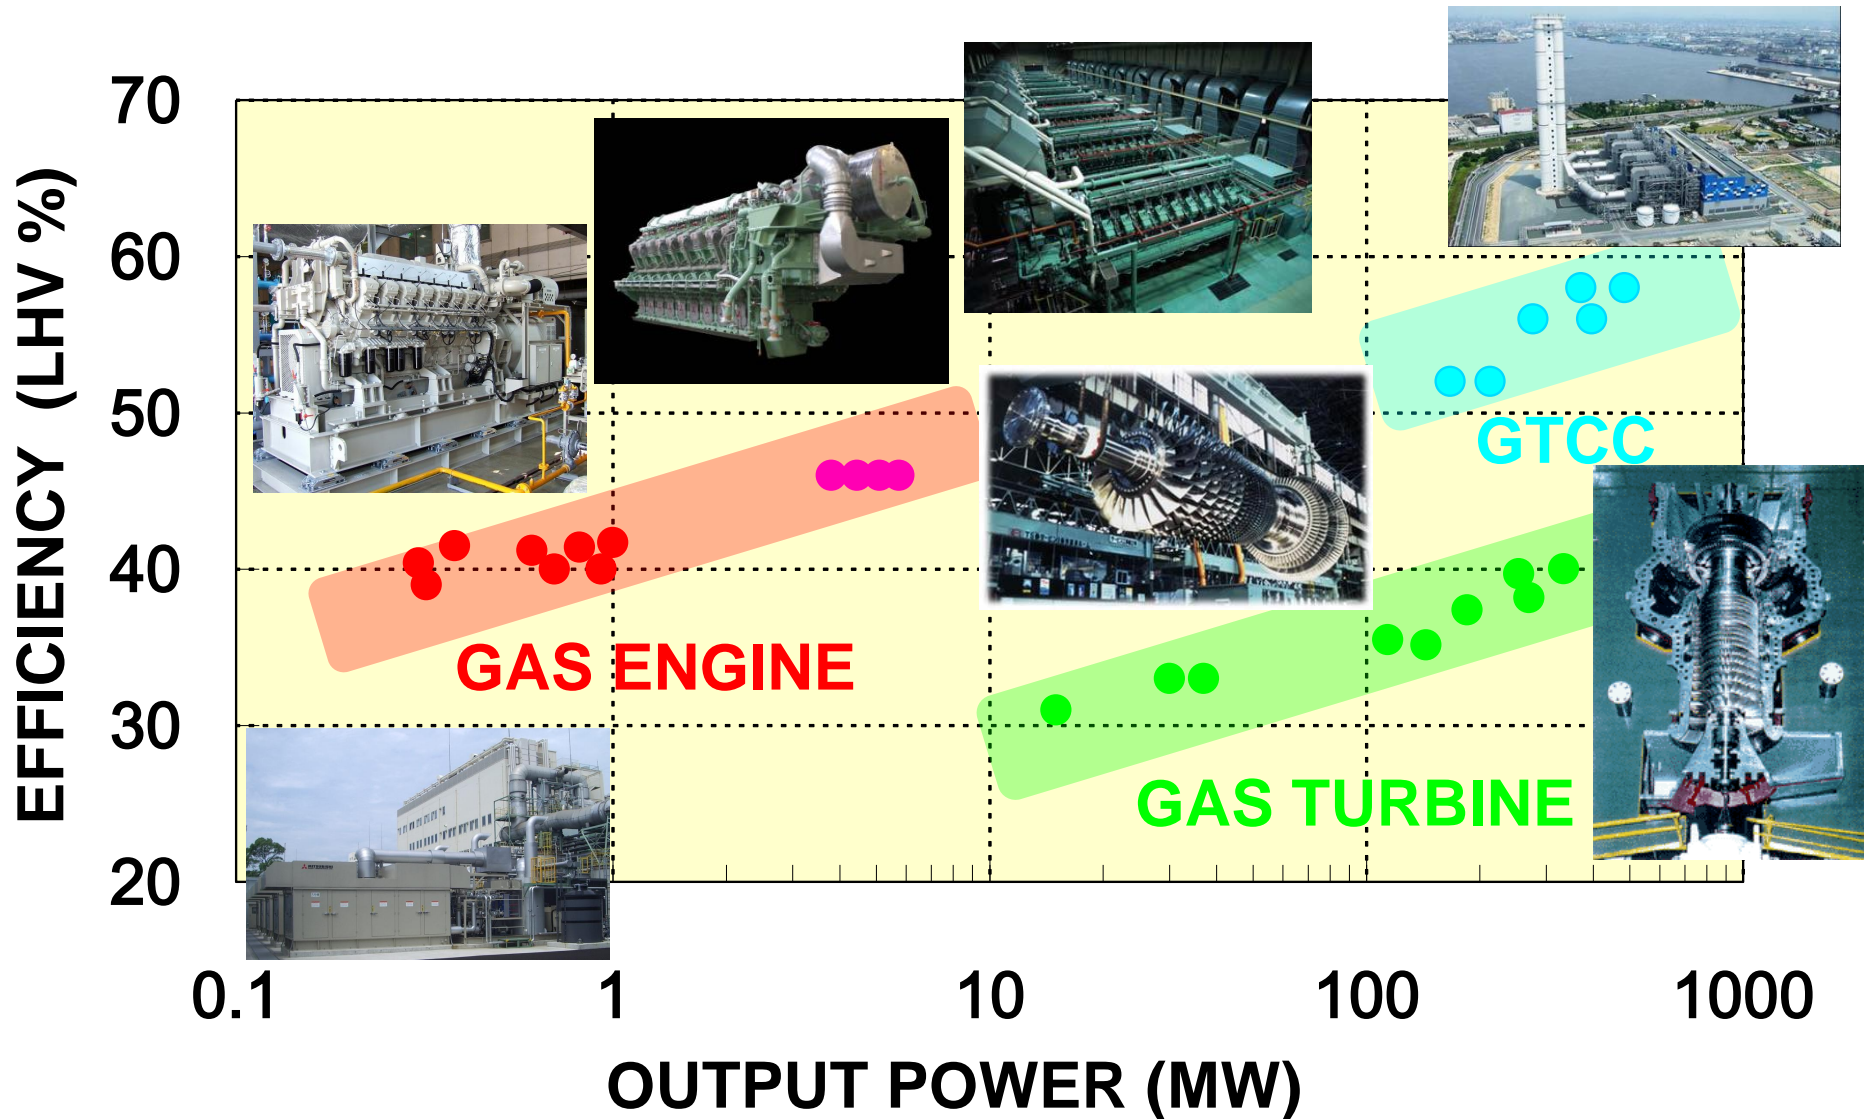 EFFICIENCY (LHV %)
70
60
50
40
30
20
GTCC
GAS ENGINE
GAS TURBINE
0.1
1
10
100
1000
OUTPUT POWER (MW)